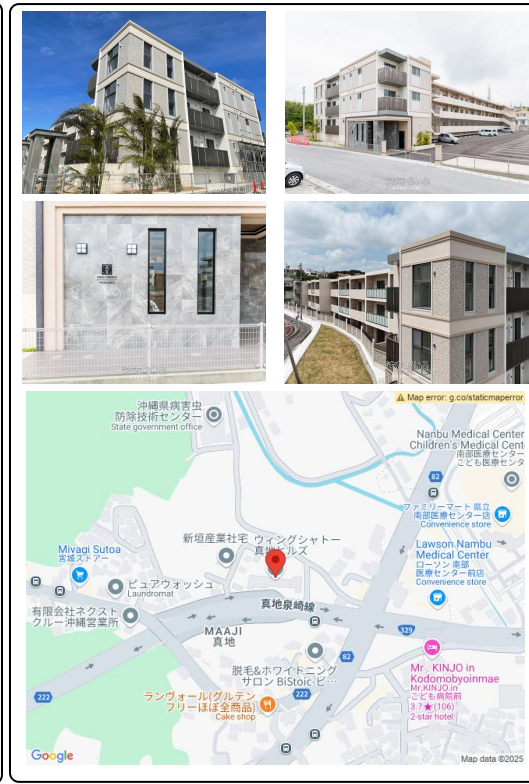 Map error: g.co/staticmaperror
沖縄県病害虫
防除技術センター
State government office
Nanbu Medical Center
Children's Medical Cent
南部医療センター
こども医療センタ
82
ファミリーマート 県立
南部医療センター店
Convenience store
新垣産業社宅
ウィングシャトー
真地ヒルズ
Miyagi Sutoa
宮城ストアー
Lawson Nanbu
Medical Center
ローソン 南部
医療センター前店
Convenience store
ピュアウォッシュ
Laundromat
有限会社ネクスト
クルー沖縄営業所
真地泉崎線
MAAJI
真地
329
82
脱毛&ホワイトニング
サロン BiStoic-ビ…
Mr. KINJO in
Kodomobyoinmae
Mr.KINJO in
こども病院前
3.7★(106)
2-star hotel
222
222
ランヴォール(グルテン
フリーほぼ全商品)
Cake shop
Google
Map data ©2025